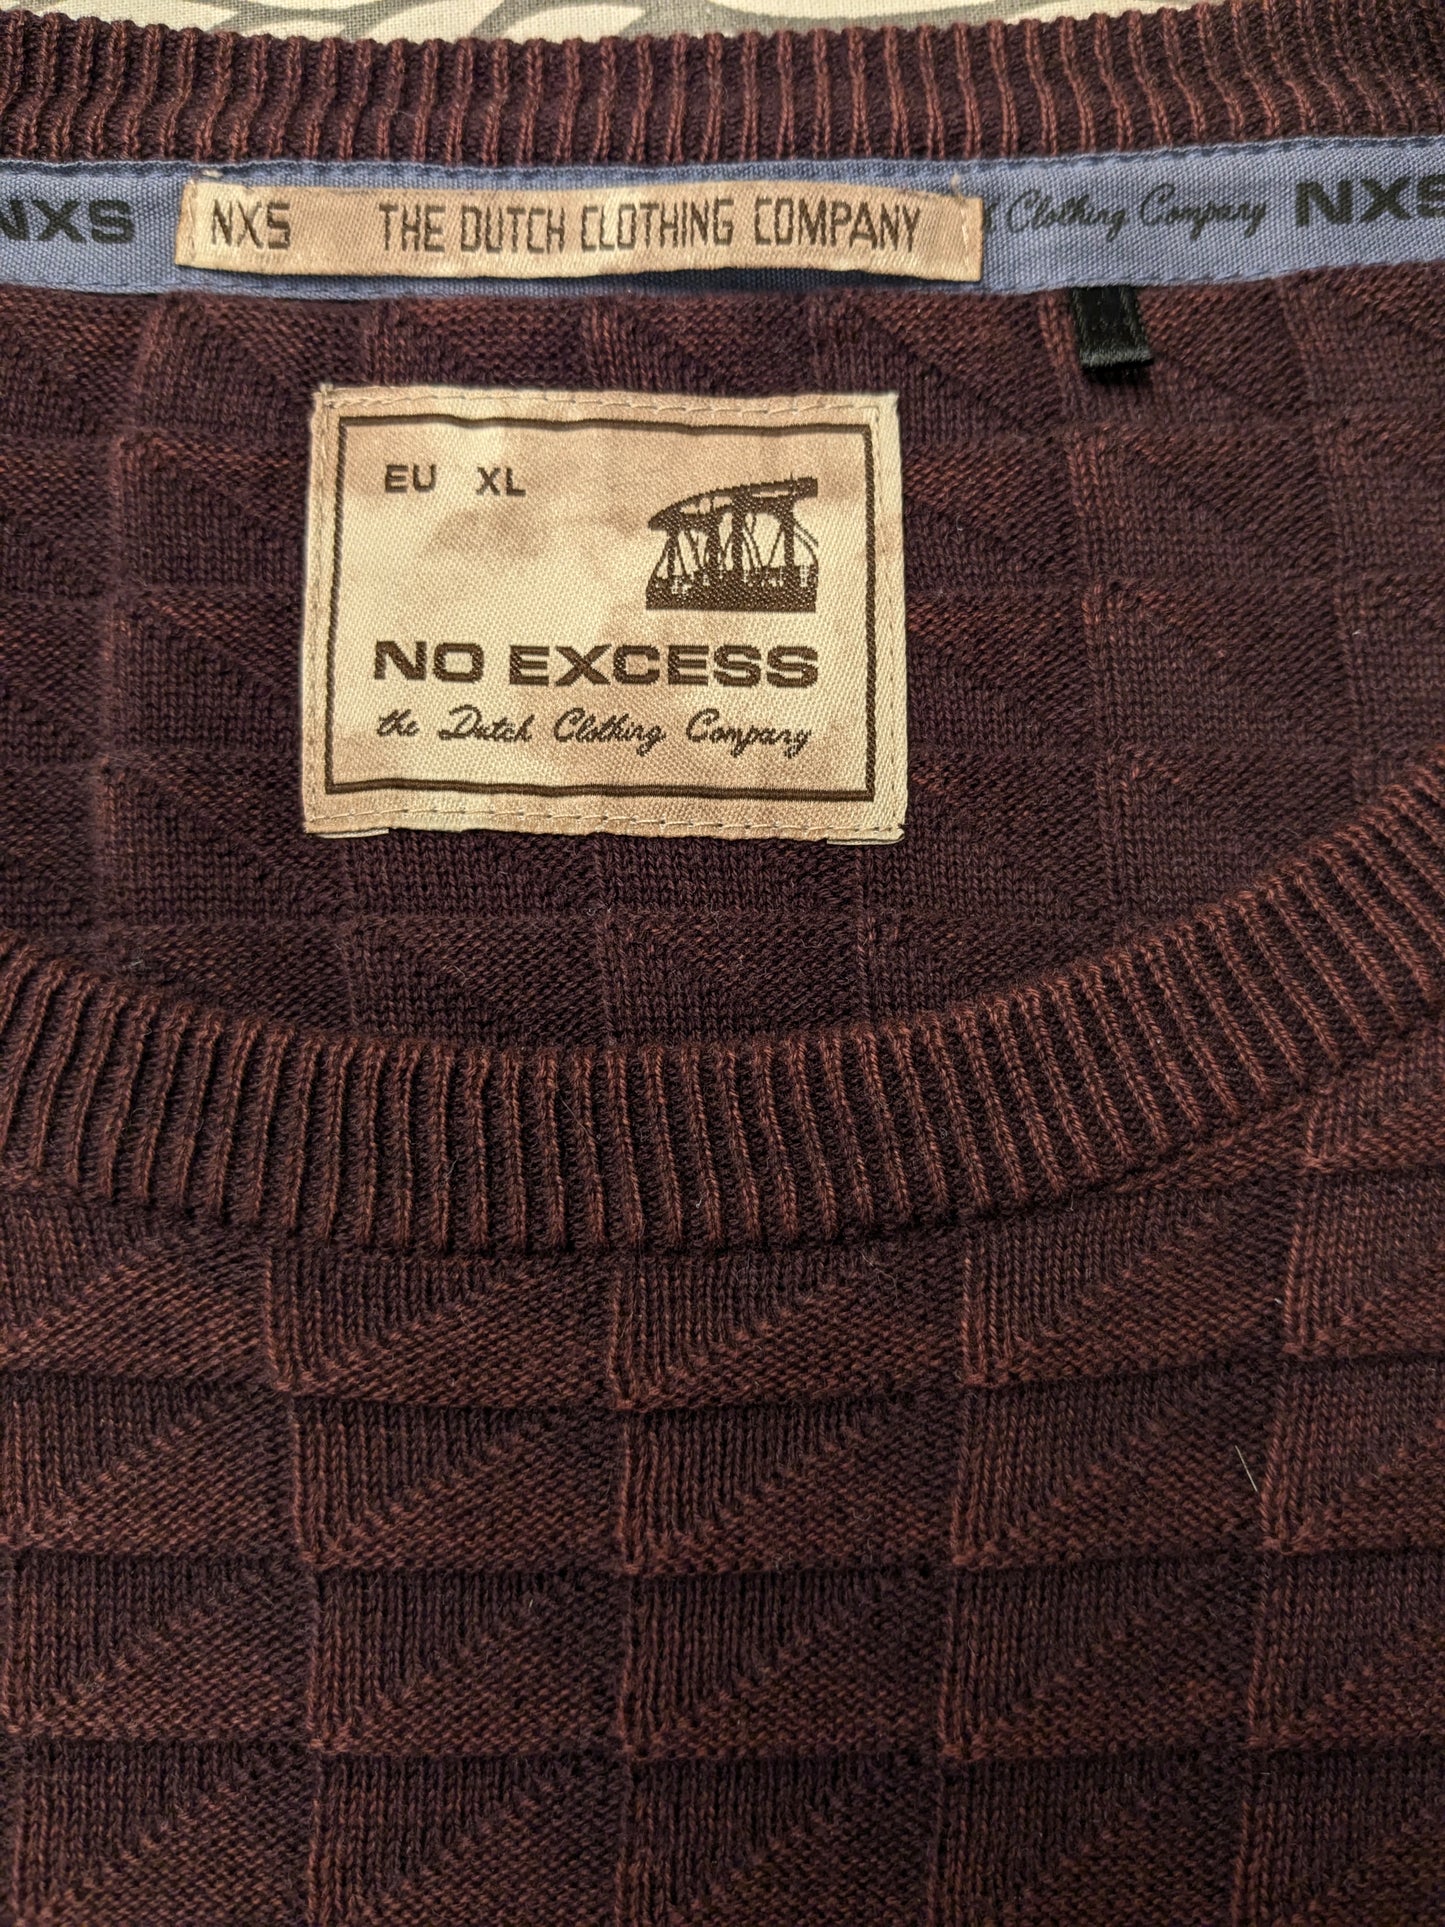 NXS
NXS THE DUTCH CLOTHING COMPANY
Clothing Company NXS
EU XL
NO EXCESS
the Dutch Clothing Company